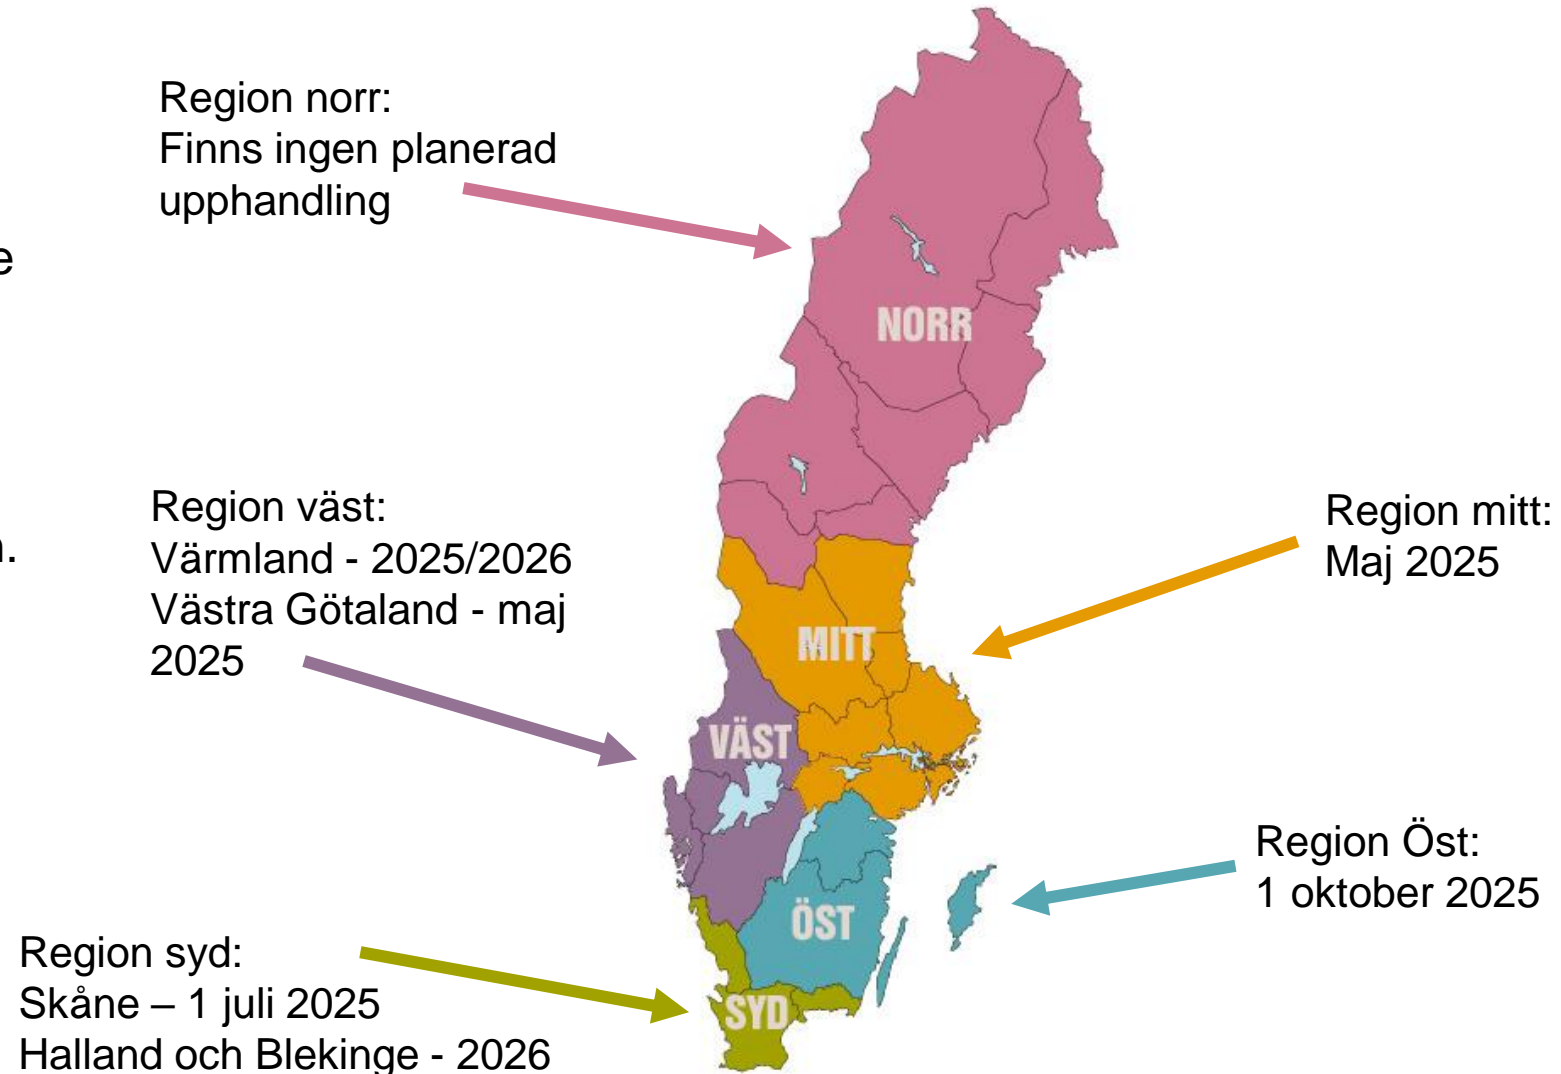 Region norr:
Finns ingen planerad
upphandling
e
NORR
Region väst:
Värmland - 2025/2026
Västra Götaland - maj
2025
n.
Region mitt:
Maj 2025
MITT
VÄST
Region Öst:
1 oktober 2025
ÖST
Region syd:
Skåne – 1 juli 2025
Halland och Blekinge - 2026
SYD